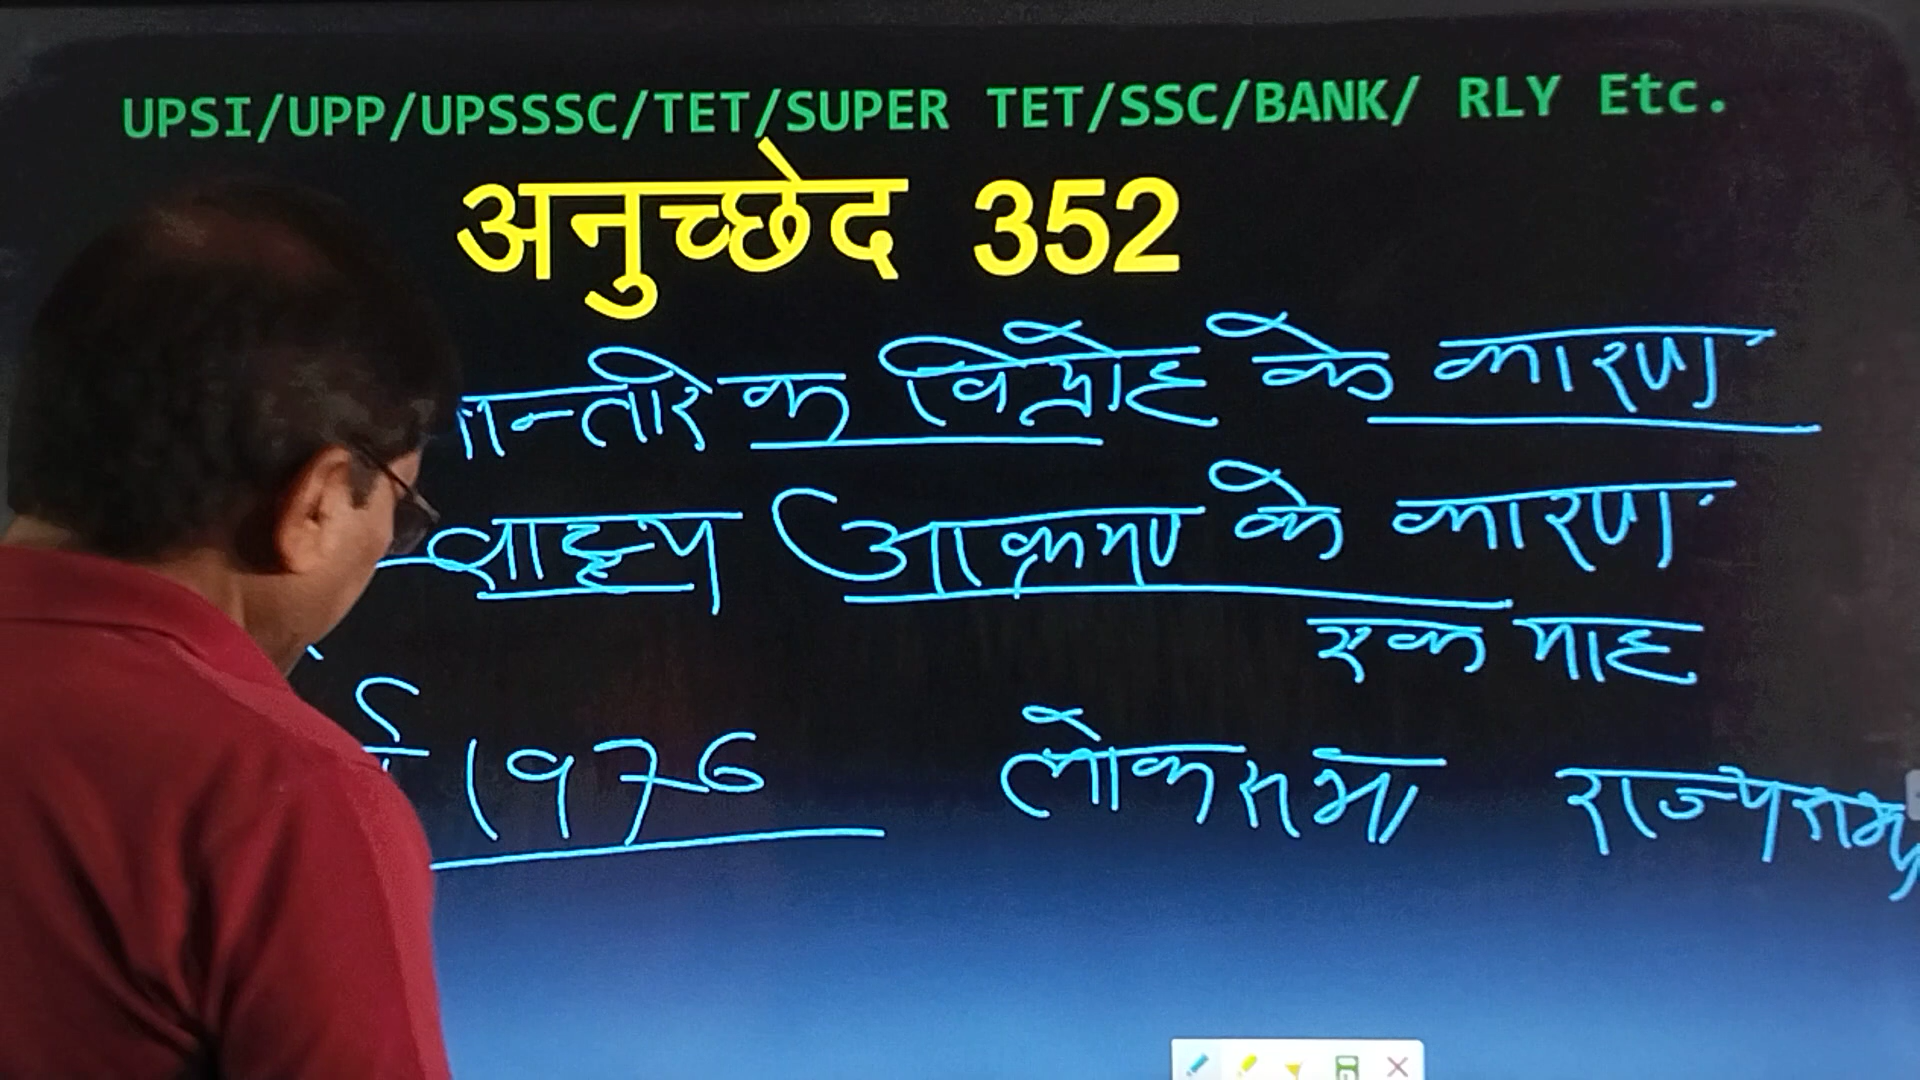 UPSI/UPP/UPSSSC/TET/SUPER TET/SSC/BANK/ RLY Etc.
अनुच्छेद 352
ान्तरिक विद्रोह के कारण
वाह्य आक्रमण के कारण
एक माह
1976 लोकसभा राज्यसभा